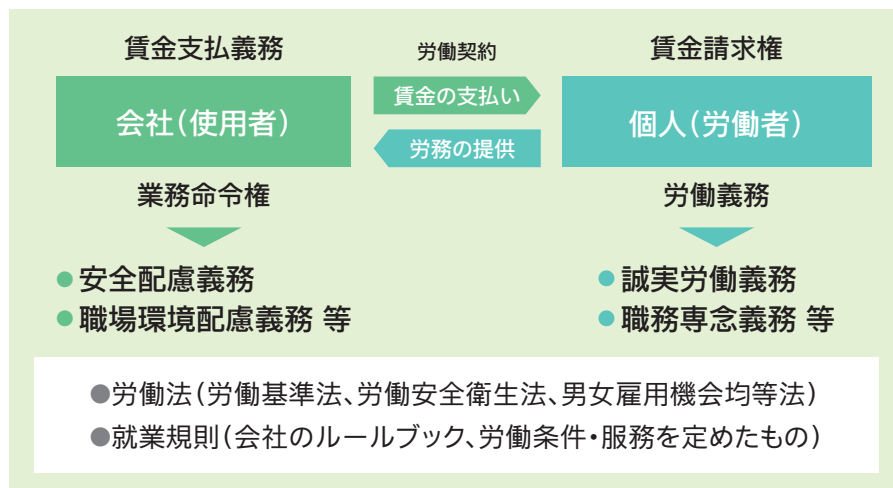 賃金支払義務
労働契約
賃金請求権
会社(使用者)
賃金の支払い
労務の提供
個人(労働者)
業務命令権
労働義務
●安全配慮義務
●職場環境配慮義務 等
●誠実労働義務
●職務専念義務 等
●労働法(労働基準法、労働安全衛生法、男女雇用機会均等法)
●就業規則(会社のルールブック、労働条件・服務を定めたもの)